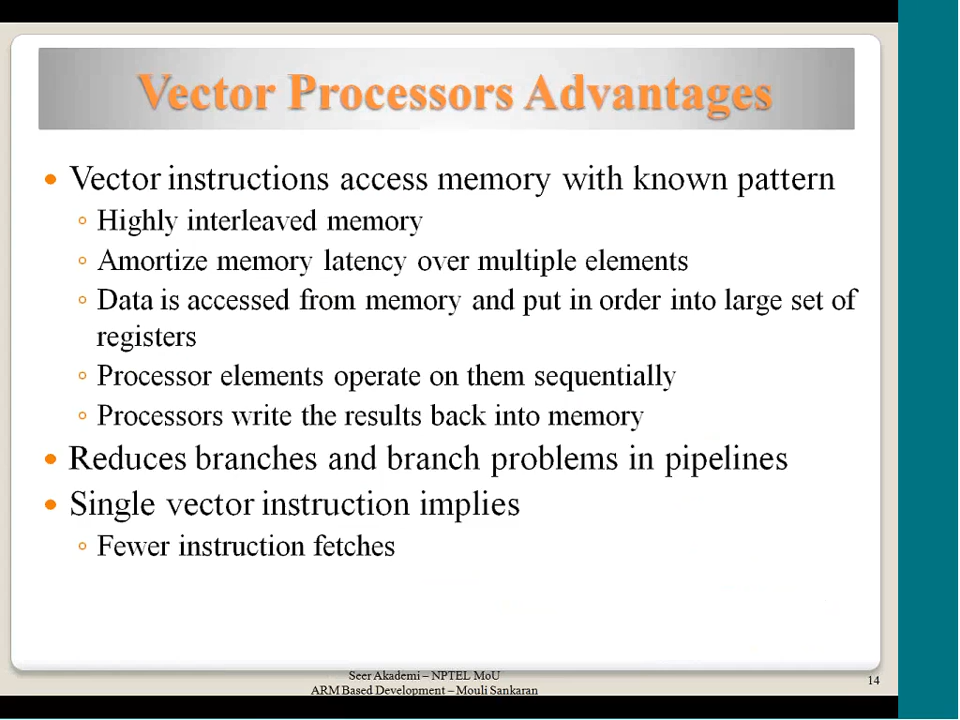 Vector Processors Advantages
• Vector instructions access memory with known pattern
◦ Highly interleaved memory
◦ Amortize memory latency over multiple elements
◦ Data is accessed from memory and put in order into large set of
registers
◦ Processor elements operate on them sequentially
◦ Processors write the results back into memory
• Reduces branches and branch problems in pipelines
• Single vector instruction implies
◦ Fewer instruction fetches
Seer Akademi – NPTEL MoU
ARM Based Development – Mouli Sankaran
14